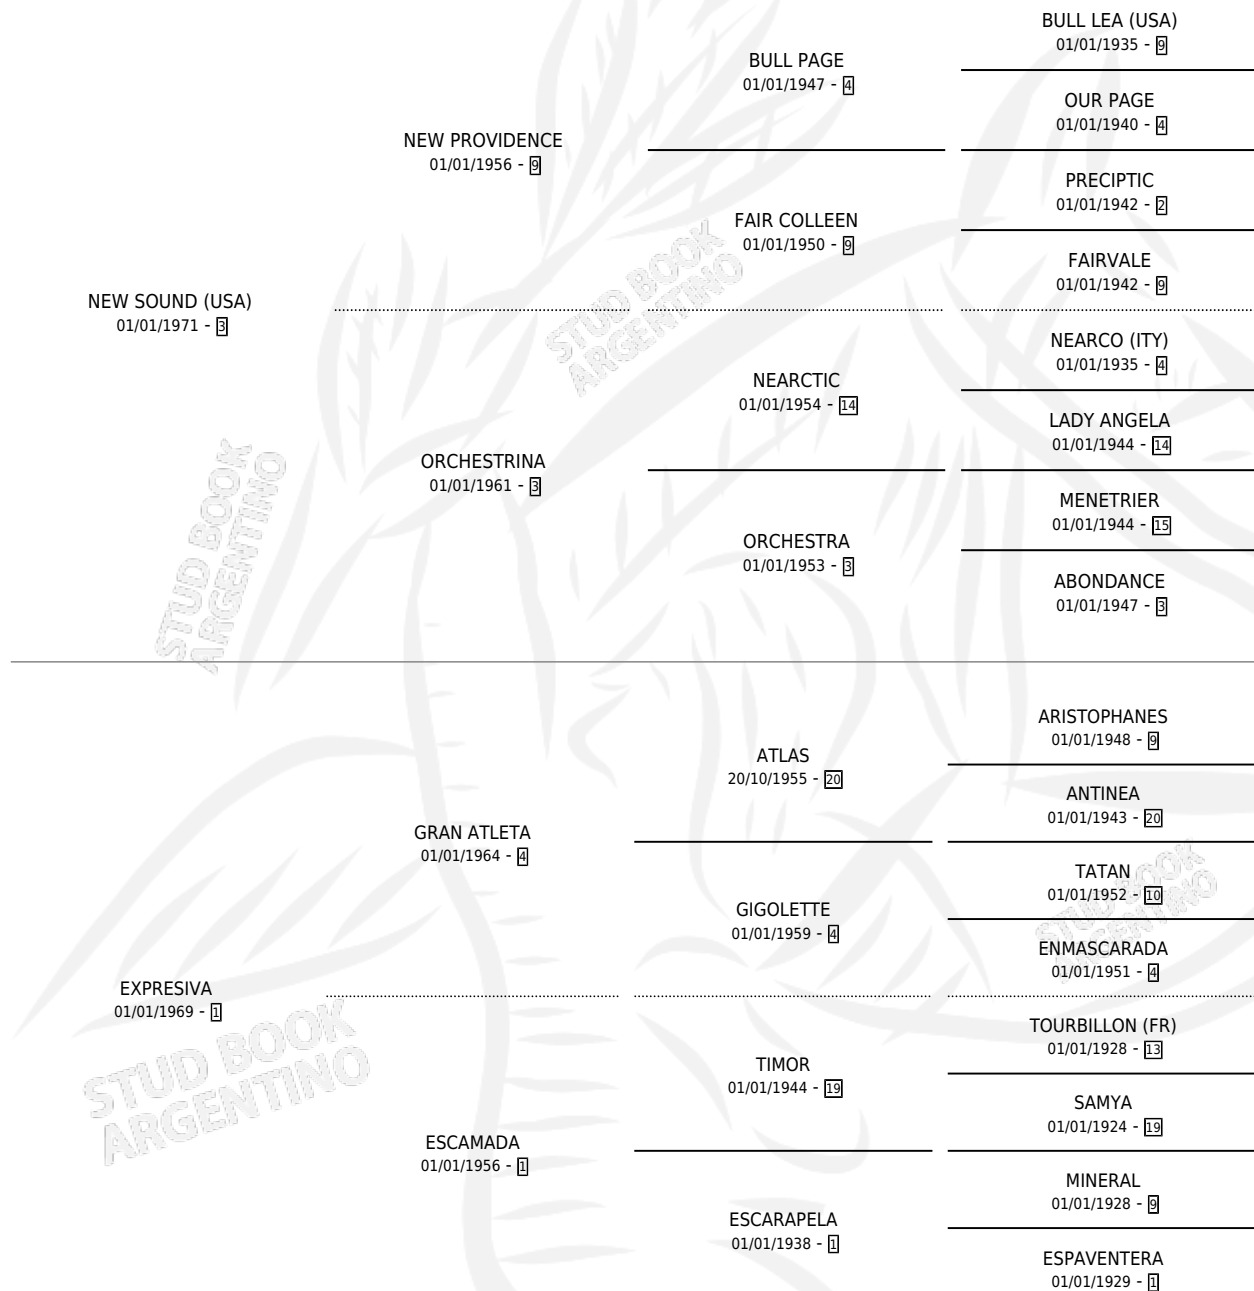 BULL LEA (USA)
01/01/1935 - 9
BULL PAGE
01/01/1947 - 4
OUR PAGE
01/01/1940 - 4
NEW PROVIDENCE
01/01/1956 - 9
PRECIPTIC
01/01/1942 - 2
FAIR COLLEEN
01/01/1950 - 9
FAIRVALE
01/01/1942 - 9
NEW SOUND (USA)
01/01/1971 - 3
NEARCO (ITY)
01/01/1935 - 4
NEARCTIC
01/01/1954 - 14
LADY ANGELA
01/01/1944 - 14
ORCHESTRINA
01/01/1961 - 3
MENETRIER
01/01/1944 - 15
ORCHESTRA
01/01/1953 - 3
ABONDANCE
01/01/1947 - 3
ARISTOPHANES
01/01/1948 - 9
ATLAS
20/10/1955 - 20
ANTINEA
01/01/1943 - 20
GRAN ATLETA
01/01/1964 - 4
TATAN
01/01/1952 - 10
GIGOLETTE
01/01/1959 - 4
ENMASCARADA
01/01/1951 - 4
EXPRESIVA
01/01/1969 - 1
TOURBILLON (FR)
01/01/1928 - 13
TIMOR
01/01/1944 - 19
SAMYA
01/01/1924 - 19
ESCAMADA
01/01/1956 - 1
MINERAL
01/01/1928 - 9
ESCARAPELA
01/01/1938 - 1
ESPAVENTERA
01/01/1929 - 1
STUD BOOK
ARGENTINO
STUD BOOK
ARGENTINO
STUD BOOK
ARGENTINO
STUD BOOK
ARGENTINO